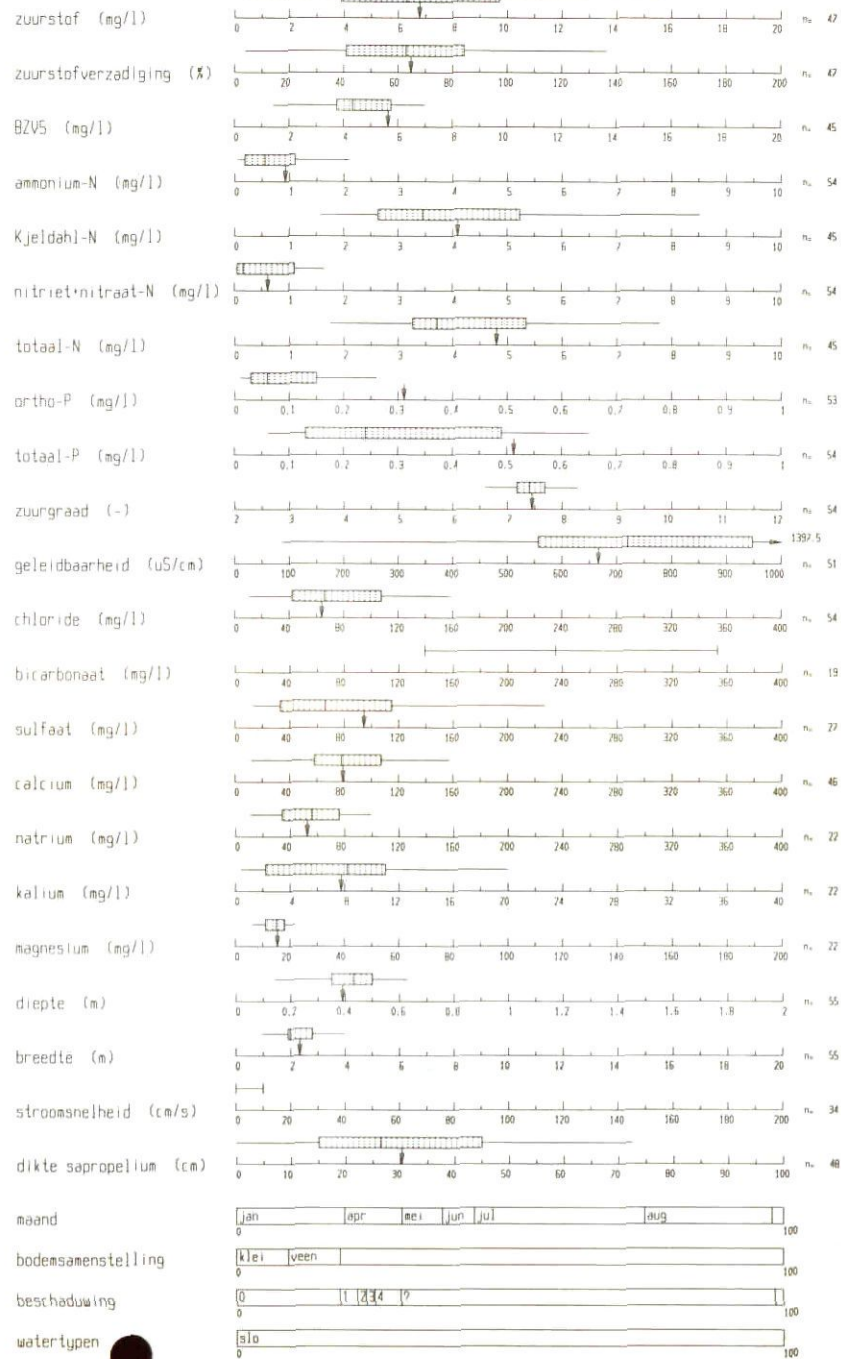 zuurstof (mg/l) 0 2 4 6 8 10 12 14 16 18 20 n= 47
zuurstofverzadiging (%) 0 20 40 60 80 100 120 140 160 180 200 n= 47
BZV5 (mg/l) 0 2 4 6 8 10 12 14 16 18 20 n= 45
ammonium-N (mg/l) 0 1 2 3 4 5 6 7 8 9 10 n= 54
Kjeldahl-N (mg/l) 0 1 2 3 4 5 6 7 8 9 10 n= 45
nitriet+nitraat-N (mg/l) 0 1 2 3 4 5 6 7 8 9 10 n= 54
totaal-N (mg/l) 0 1 2 3 4 5 6 7 8 9 10 n= 45
ortho-P (mg/l) 0 0.1 0.2 0.3 0.4 0.5 0.6 0.7 0.8 0.9 1 n= 53
totaal-P (mg/l) 0 0.1 0.2 0.3 0.4 0.5 0.6 0.7 0.8 0.9 1 n= 54
zuurgraad (-) 2 3 4 5 6 7 8 9 10 11 12 n= 54
1397.5
geleidbaarheid (uS/cm) 0 100 200 300 400 500 600 700 800 900 1000 n= 51
chloride (mg/l) 0 40 80 120 160 200 240 280 320 360 400 n= 54
bicarbonaat (mg/l) 0 40 80 120 160 200 240 280 320 360 400 n= 19
sulfaat (mg/l) 0 40 80 120 160 200 240 280 320 360 400 n= 27
calcium (mg/l) 0 40 80 120 160 200 240 280 320 360 400 n= 46
natrium (mg/l) 0 40 80 120 160 200 240 280 320 360 400 n= 22
kalium (mg/l) 0 4 8 12 16 20 24 28 32 36 40 n= 22
magnesium (mg/l) 0 20 40 60 80 100 120 140 160 180 200 n= 22
diepte (m) 0 0.2 0.4 0.6 0.8 1 1.2 1.4 1.6 1.8 2 n= 55
breedte (m) 0 2 4 6 8 10 12 14 16 18 20 n= 55
stroomsnelheid (cm/s) 0 20 40 60 80 100 120 140 160 180 200 n= 34
dikte sapropelium (cm) 0 10 20 30 40 50 60 70 80 90 100 n= 48
maand jan apr mei jun jul aug
0 100
bodemsamenstelling klei veen
0 100
beschaduwing 0 1 2 3 4 ?
0 100
watertypen slo
0 100